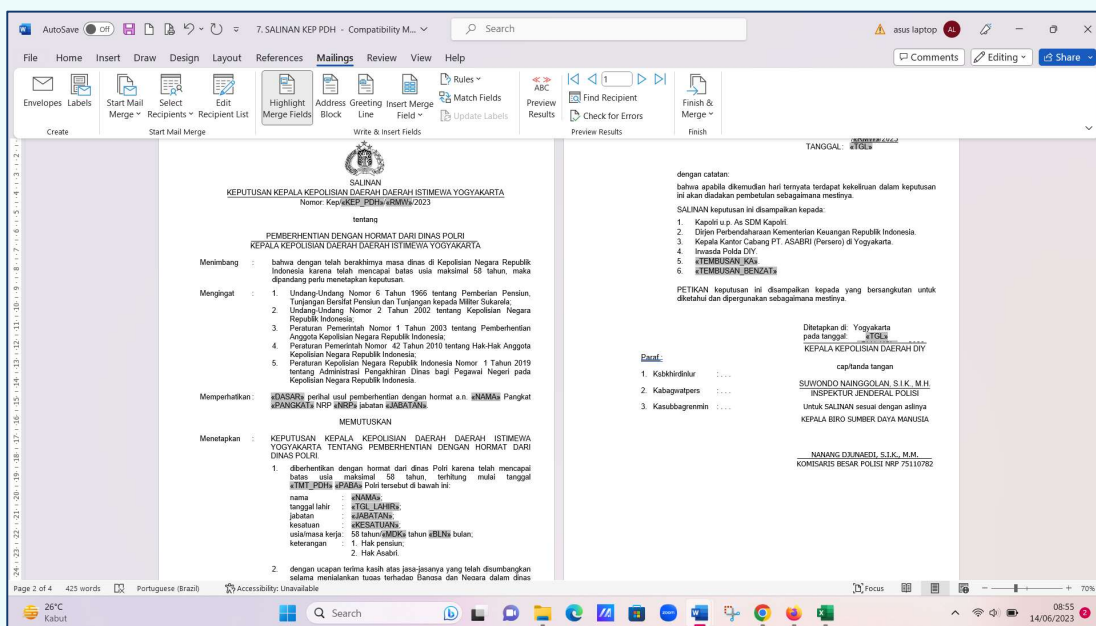 AutoSave Off 7. SALINAN KEP PDH - Compatibility M... Search asus laptop AL
File Home Insert Draw Design Layout References Mailings Review View Help Comments Editing Share
Envelopes Labels Start Mail Merge Select Recipients Edit Recipient List Highlight Merge Fields Address Block Greeting Line Insert Merge Field Rules Match Fields Update Labels ABC Preview Results 1 Find Recipient Check for Errors Finish & Merge
Create Start Mail Merge Write & Insert Fields Preview Results Finish
SALINAN
KEPUTUSAN KEPALA KEPOLISIAN DAERAH DAERAH ISTIMEWA YOGYAKARTA
Nomor: Kep/«KEP_PDH»/«RMW»/2023
tentang
PEMBERHENTIAN DENGAN HORMAT DARI DINAS POLRI
KEPALA KEPOLISIAN DAERAH DAERAH ISTIMEWA YOGYAKARTA
Menimbang : bahwa dengan telah berakhirnya masa dinas di Kepolisian Negara Republik
Indonesia karena telah mencapai batas usia maksimal 58 tahun, maka
dipandang perlu menetapkan keputusan.
Mengingat : 1. Undang-Undang Nomor 6 Tahun 1966 tentang Pemberian Pensiun,
Tunjangan Bersifat Pensiun dan Tunjangan kepada Militer Sukarela;
2. Undang-Undang Nomor 2 Tahun 2002 tentang Kepolisian Negara
Republik Indonesia;
3. Peraturan Pemerintah Nomor 1 Tahun 2003 tentang Pemberhentian
Anggota Kepolisian Negara Republik Indonesia;
4. Peraturan Pemerintah Nomor 42 Tahun 2010 tentang Hak-Hak Anggota
Kepolisian Negara Republik Indonesia;
5. Peraturan Kepolisian Negara Republik Indonesia Nomor 1 Tahun 2019
tentang Administrasi Pengakhiran Dinas bagi Pegawai Negeri pada
Kepolisian Negara Republik Indonesia.
Memperhatikan : «DASAR» perihal usul pemberhentian dengan hormat a.n. «NAMA» Pangkat
«PANGKAT» NRP «NRP» jabatan «JABATAN».
MEMUTUSKAN
Menetapkan : KEPUTUSAN KEPALA KEPOLISIAN DAERAH DAERAH ISTIMEWA
YOGYAKARTA TENTANG PEMBERHENTIAN DENGAN HORMAT DARI
DINAS POLRI.
1. diberhentikan dengan hormat dari dinas Polri karena telah mencapai
batas usia maksimal 58 tahun, terhitung mulai tanggal
«TMT_PDH» «PABA» Polri tersebut di bawah ini:
nama : «NAMA»;
tanggal lahir : «TGL_LAHIR»;
jabatan : «JABATAN»;
kesatuan : «KESATUAN»;
usia/masa kerja: 58 tahun/«MDK» tahun «BLN» bulan;
keterangan : 1. Hak pensiun;
2. Hak Asabri.
2. dengan ucapan terima kasih atas jasa-jasanya yang telah disumbangkan
selama menjalankan tugas terhadap Bangsa dan Negara dalam dinas
TANGGAL: «TGL»
dengan catatan:
bahwa apabila dikemudian hari ternyata terdapat kekeliruan dalam keputusan
ini akan diadakan pembetulan sebagaimana mestinya.
SALINAN keputusan ini disampaikan kepada:
1. Kapolri u.p. As SDM Kapolri.
2. Dirjen Perbendaharaan Kementerian Keuangan Republik Indonesia.
3. Kepala Kantor Cabang PT. ASABRI (Persero) di Yogyakarta.
4. Irwasda Polda DIY.
5. «TEMBUSAN_KA».
6. «TEMBUSAN_BENZAT»
PETIKAN keputusan ini disampaikan kepada yang bersangkutan untuk
diketahui dan dipergunakan sebagaimana mestinya.
Ditetapkan di: Yogyakarta
pada tanggal: «TGL»
KEPALA KEPOLISIAN DAERAH DIY
cap/tanda tangan
SUWONDO NAINGGOLAN, S.I.K., M.H.
INSPEKTUR JENDERAL POLISI
Untuk SALINAN sesuai dengan aslinya
KEPALA BIRO SUMBER DAYA MANUSIA
NANANG DJUNAEDI, S.I.K., M.M.
KOMISARIS BESAR POLISI NRP 75110782
Paraf :
1. Ksbkhirdinlur : . . .
2. Kabagwatpers : . . .
3. Kasubbagrenmin : . . .
Page 2 of 4 425 words Portuguese (Brazil) Accessibility: Unavailable Focus 70%
26°C
Kabut
Search
zoom
08:55
14/06/2023 2